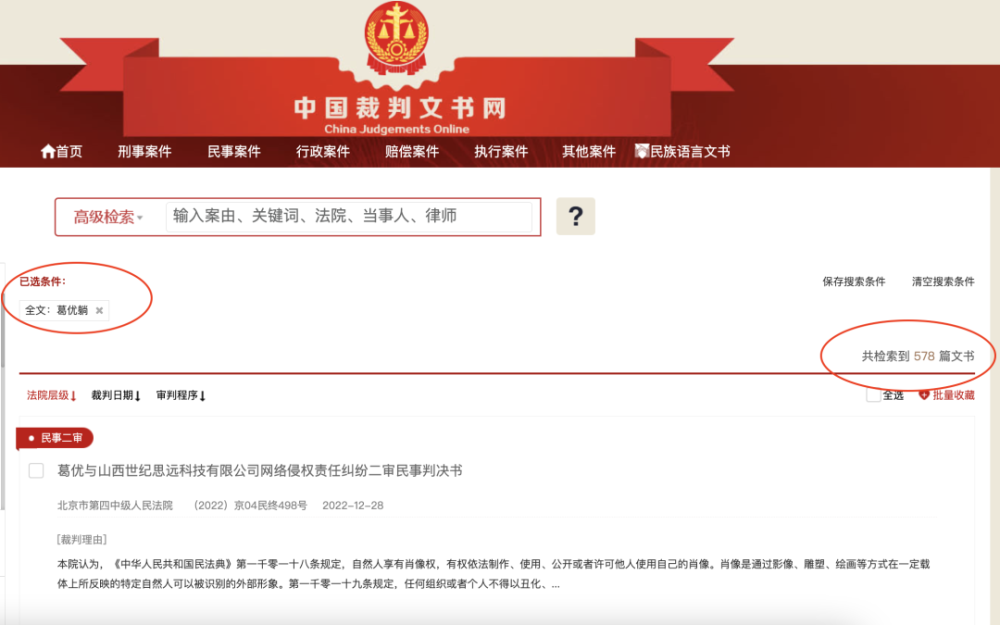 中国裁判文书网
China Judgements Online
首页 刑事案件 民事案件 行政案件 赔偿案件 执行案件 其他案件 民族语言文书
高级检索 输入案由、关键词、法院、当事人、律师 ?
已选条件： 保存搜索条件 清空搜索条件
全文：葛优躺 ×
共检索到 578 篇文书
法院层级↓ 裁判日期↓ 审判程序↓ 全选 批量收藏
民事二审
葛优与山西世纪思远科技有限公司网络侵权责任纠纷二审民事判决书
北京市第四中级人民法院 （2022）京04民终498号 2022-12-28
[裁判理由]
本院认为，《中华人民共和国民法典》第一千零一十八条规定，自然人享有肖像权，有权依法制作、使用、公开或者许可他人使用自己的肖像。肖像是通过影像、雕塑、绘画等方式在一定载
体上所反映的特定自然人可以被识别的外部形象。第一千零一十九条规定，任何组织或者个人不得以丑化、...